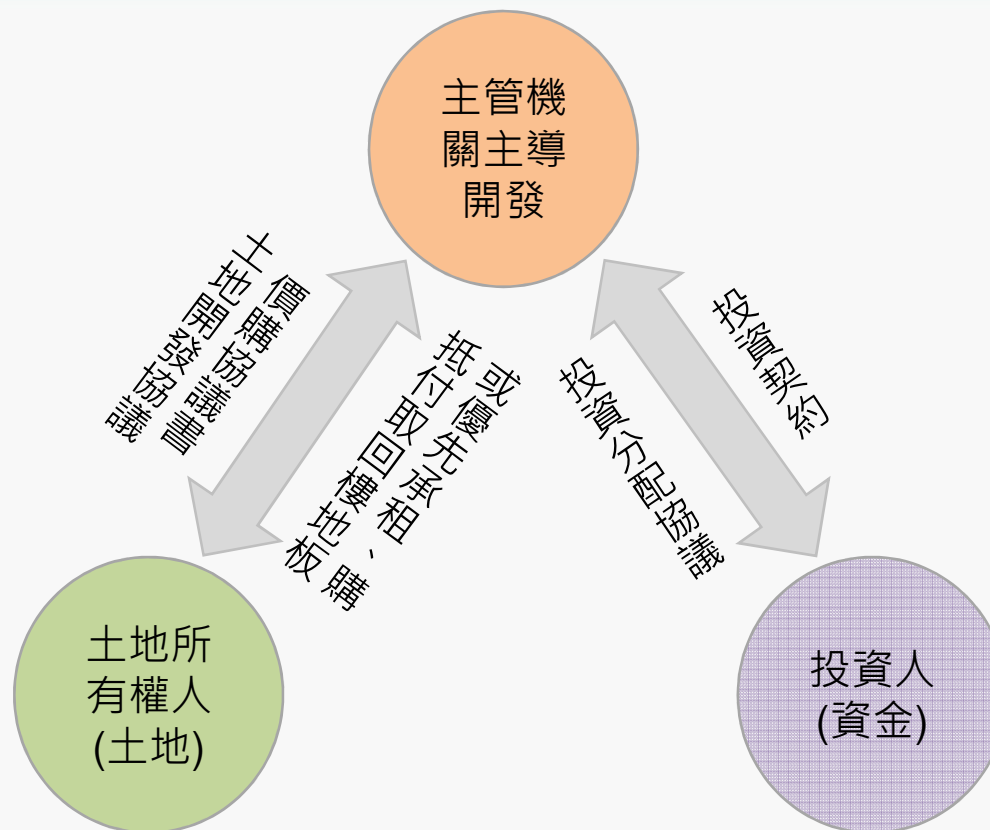 主管機
關主導
開發
土地開發協議
價購協議書
抵付取回樓地板
或優先承租、購
投資分配協議
投資契約
土地所
有權人
(土地)
投資人
(資金)